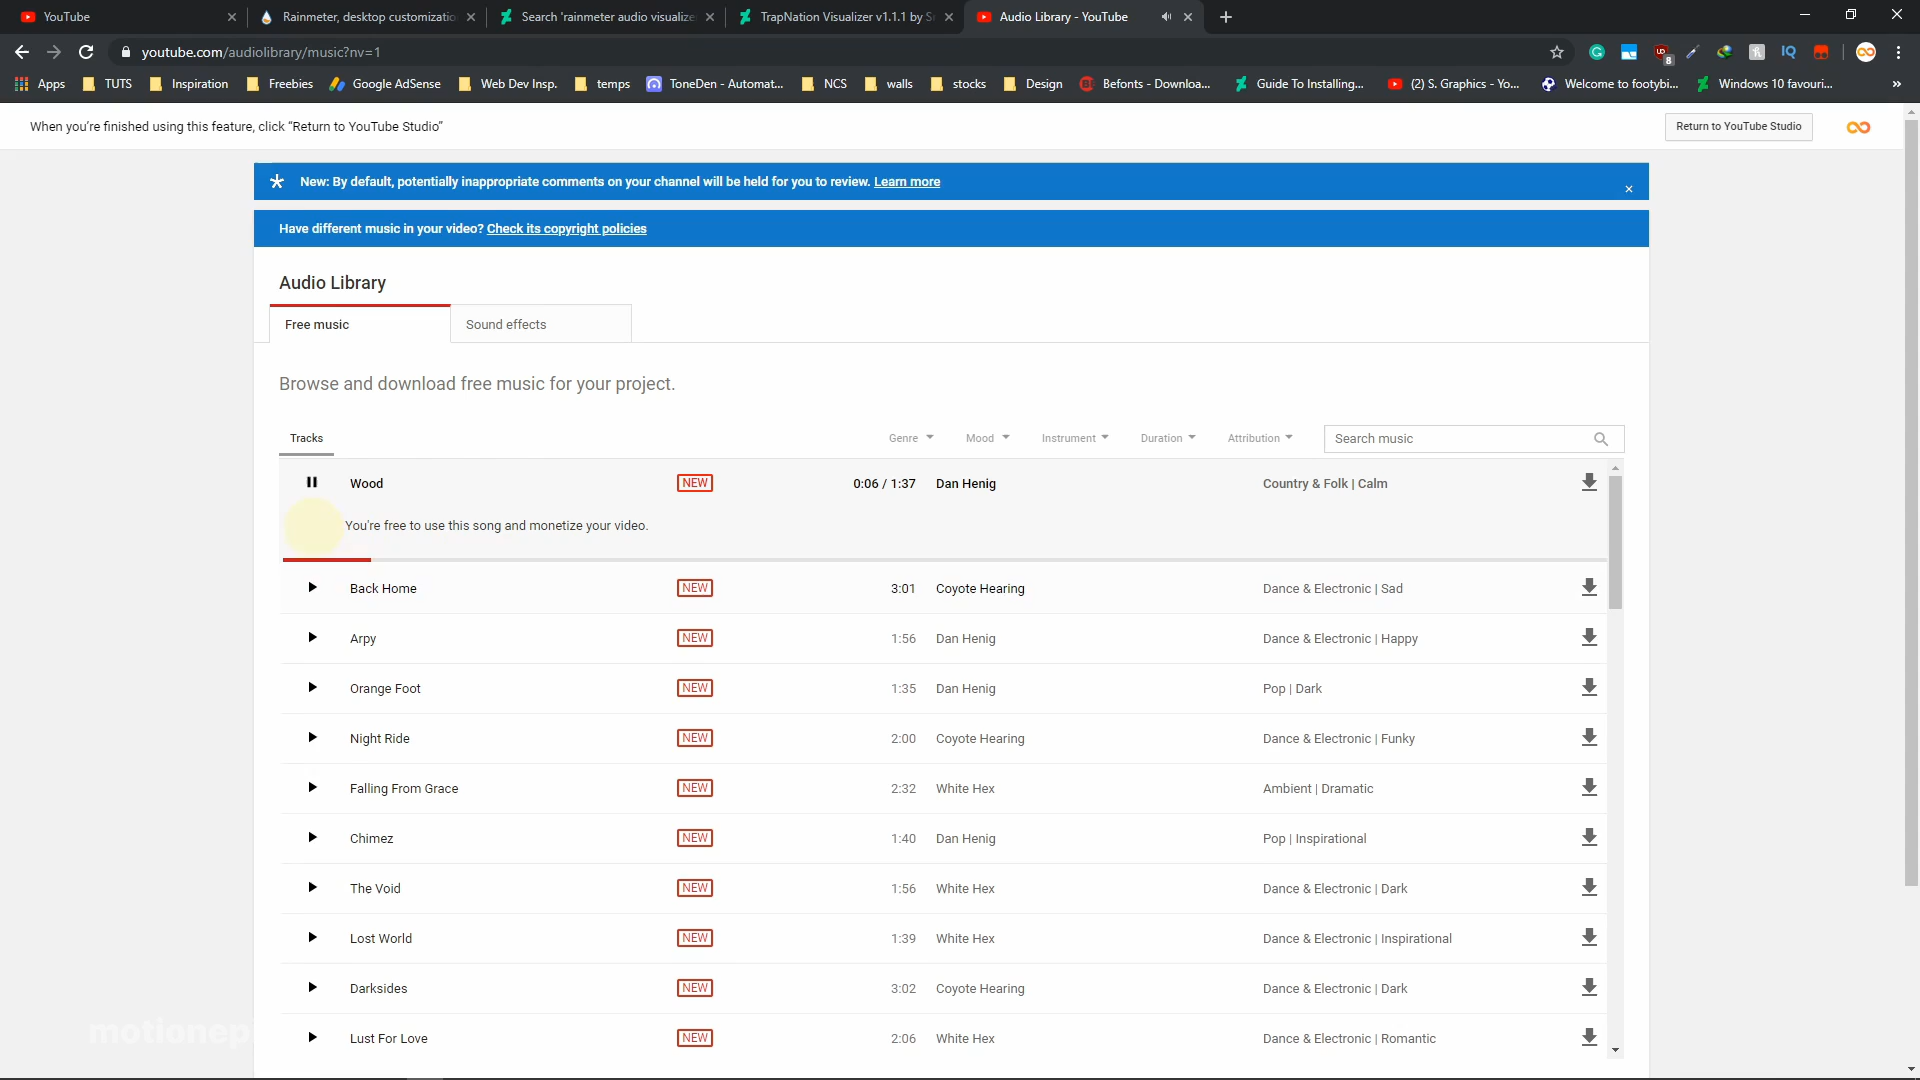 YouTube
Rainmeter, desktop customizatio
Search 'rainmeter audio visualize
TrapNation Visualizer v1.1.1 by S
Audio Library - YouTube
youtube.com/audiolibrary/music?nv=1
Apps
TUTS
Inspiration
Freebies
Google AdSense
Web Dev Insp.
temps
ToneDen - Automat...
NCS
walls
stocks
Design
Befonts - Downloa...
Guide To Installing...
(2) S. Graphics - Yo...
Welcome to footybi...
Windows 10 favouri...
»
When you're finished using this feature, click “Return to YouTube Studio”
Return to YouTube Studio
New: By default, potentially inappropriate comments on your channel will be held for you to review. Learn more
Have different music in your video? Check its copyright policies
Audio Library
Free music
Sound effects
Browse and download free music for your project.
Tracks
Genre
Mood
Instrument
Duration
Attribution
Search music
Wood NEW 0:06 / 1:37 Dan Henig Country & Folk | Calm
You're free to use this song and monetize your video.
Back Home NEW 3:01 Coyote Hearing Dance & Electronic | Sad
Arpy NEW 1:56 Dan Henig Dance & Electronic | Happy
Orange Foot NEW 1:35 Dan Henig Pop | Dark
Night Ride NEW 2:00 Coyote Hearing Dance & Electronic | Funky
Falling From Grace NEW 2:32 White Hex Ambient | Dramatic
Chimez NEW 1:40 Dan Henig Pop | Inspirational
The Void NEW 1:56 White Hex Dance & Electronic | Dark
Lost World NEW 1:39 White Hex Dance & Electronic | Inspirational
Darksides NEW 3:02 Coyote Hearing Dance & Electronic | Dark
Lust For Love NEW 2:06 White Hex Dance & Electronic | Romantic